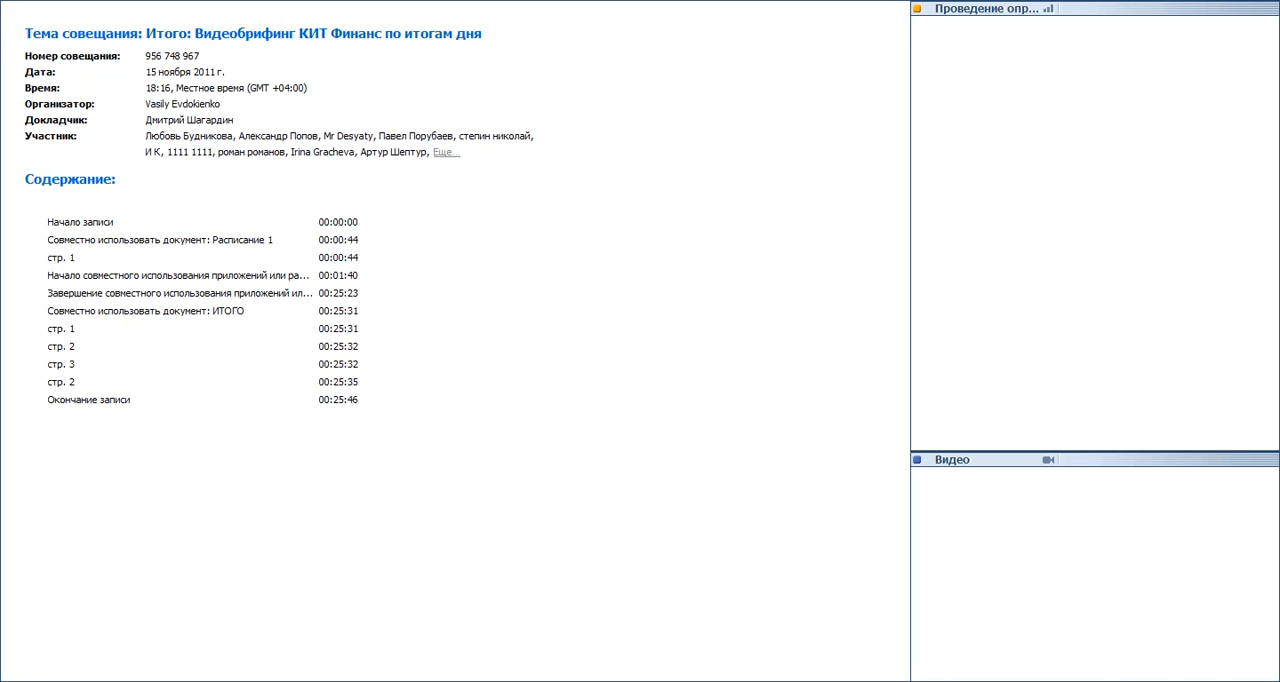 Тема совещания: Итого: Видеобрифинг КИТ Финанс по итогам дня
Номер совещания: 956 748 967
Дата: 15 ноября 2011 г.
Время: 18:16, Местное время (GMT +04:00)
Организатор: Vasily Evdokienko
Докладчик: Дмитрий Шагардин
Участник: Любовь Будникова, Александр Попов, Mr Desyaty, Павел Порубаев, степин николай,
И К, 1111 1111, роман романов, Irina Gracheva, Артур Шептур, Еще...
Содержание:
Начало записи 00:00:00
Совместно использовать документ: Расписание 1 00:00:44
стр. 1 00:00:44
Начало совместного использования приложений или ра... 00:01:40
Завершение совместного использования приложений ил... 00:25:23
Совместно использовать документ: ИТОГО 00:25:31
стр. 1 00:25:31
стр. 2 00:25:32
стр. 3 00:25:32
стр. 2 00:25:35
Окончание записи 00:25:46
Проведение опр...
Видео